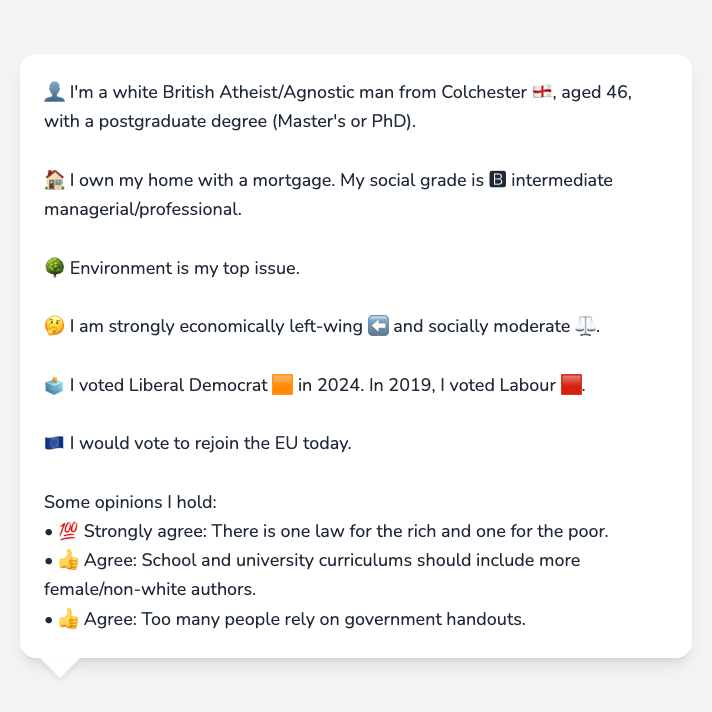 👤 I'm a white British Atheist/Agnostic man from Colchester 🏴󠁧󠁢󠁥󠁮󠁧󠁿, aged 46,
with a postgraduate degree (Master's or PhD).
🏠 I own my home with a mortgage. My social grade is 🅱 intermediate
managerial/professional.
🌳 Environment is my top issue.
🤔 I am strongly economically left-wing ⬅️ and socially moderate ⚖️.
🗳️ I voted Liberal Democrat 🟧 in 2024. In 2019, I voted Labour 🟥.
🇪🇺 I would vote to rejoin the EU today.
Some opinions I hold:
• 💯 Strongly agree: There is one law for the rich and one for the poor.
• 👍 Agree: School and university curriculums should include more
female/non-white authors.
• 👍 Agree: Too many people rely on government handouts.